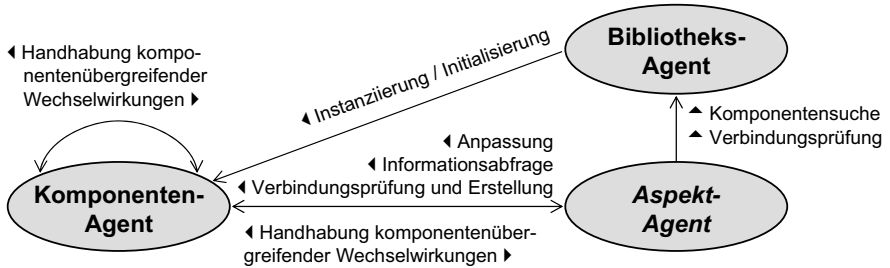 Bibliotheks-
Agent
◀ Handhabung kompo-
nentenübergreifender
Wechselwirkungen ▶
◀ Instanziierung / Initialisierung
▲ Komponentensuche
▲ Verbindungsprüfung
◀ Anpassung
◀ Informationsabfrage
◀ Verbindungsprüfung und Erstellung
Komponenten-
Agent
Aspekt-
Agent
◀ Handhabung komponentenüber-
greifender Wechselwirkungen ▶